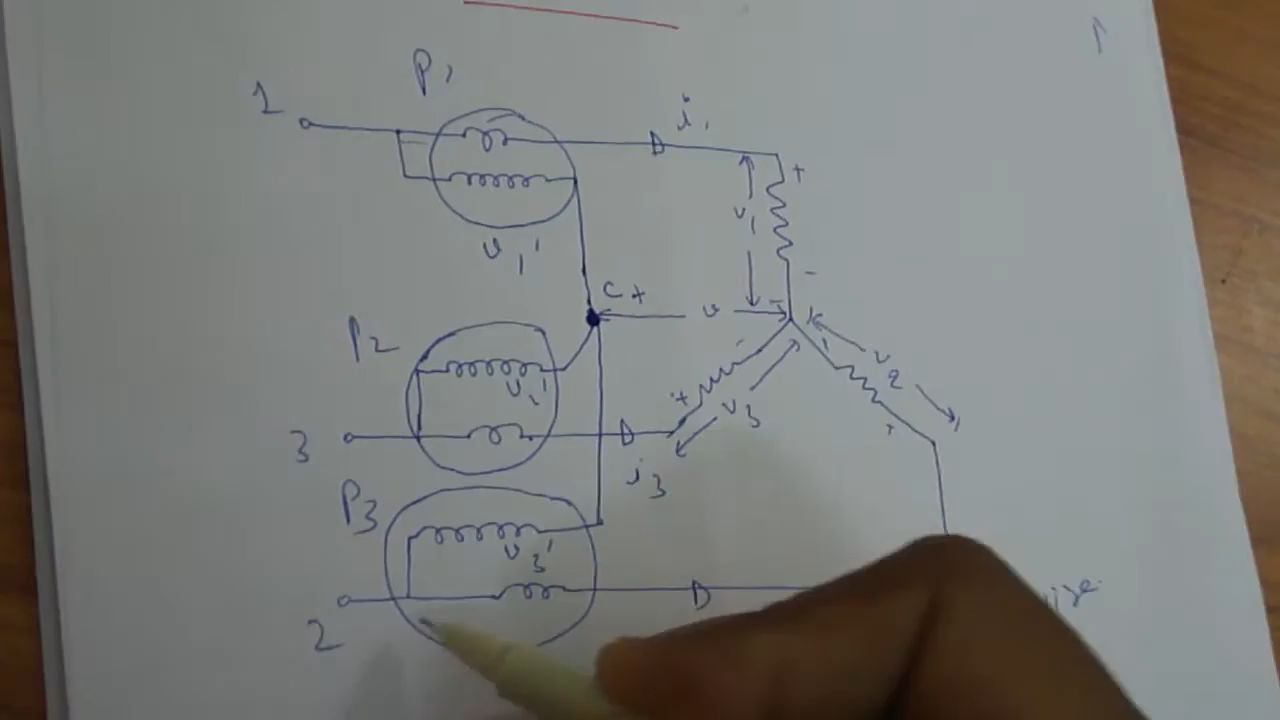 P1
1
i1
+
v1
-
v1'
C +
v
-
P2
v2'
-
v2
+
v3
+
3
i3
P3
v3'
2